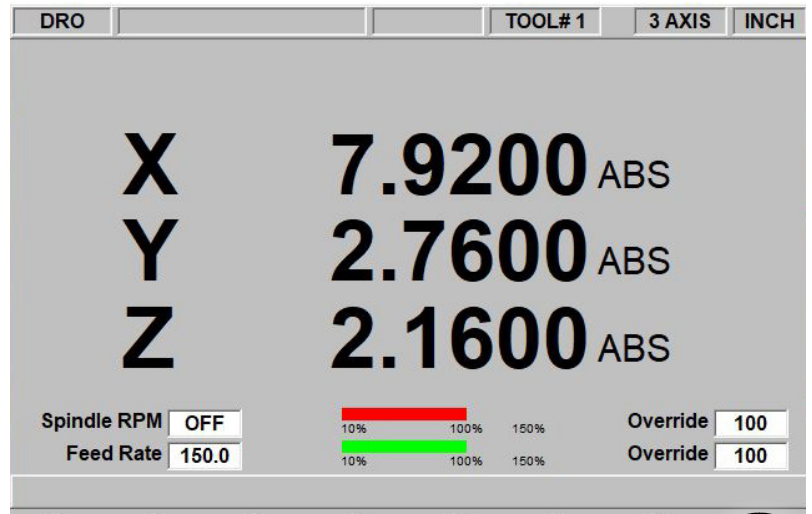 DRO TOOL# 1 3 AXIS INCH
X 7.9200 ABS
Y 2.7600 ABS
Z 2.1600 ABS
Spindle RPM OFF 10% 100% 150% Override 100
Feed Rate 150.0 10% 100% 150% Override 100